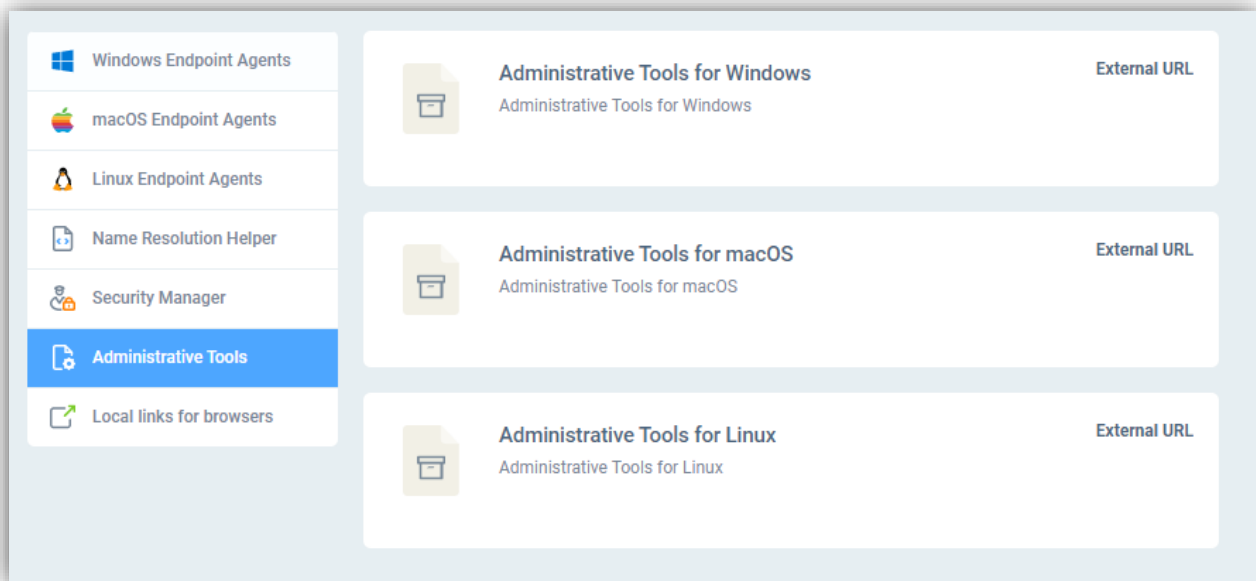 Windows Endpoint Agents
macOS Endpoint Agents
Linux Endpoint Agents
Name Resolution Helper
Security Manager
Administrative Tools
Local links for browsers
Administrative Tools for Windows
External URL
Administrative Tools for Windows
Administrative Tools for macOS
External URL
Administrative Tools for macOS
Administrative Tools for Linux
External URL
Administrative Tools for Linux